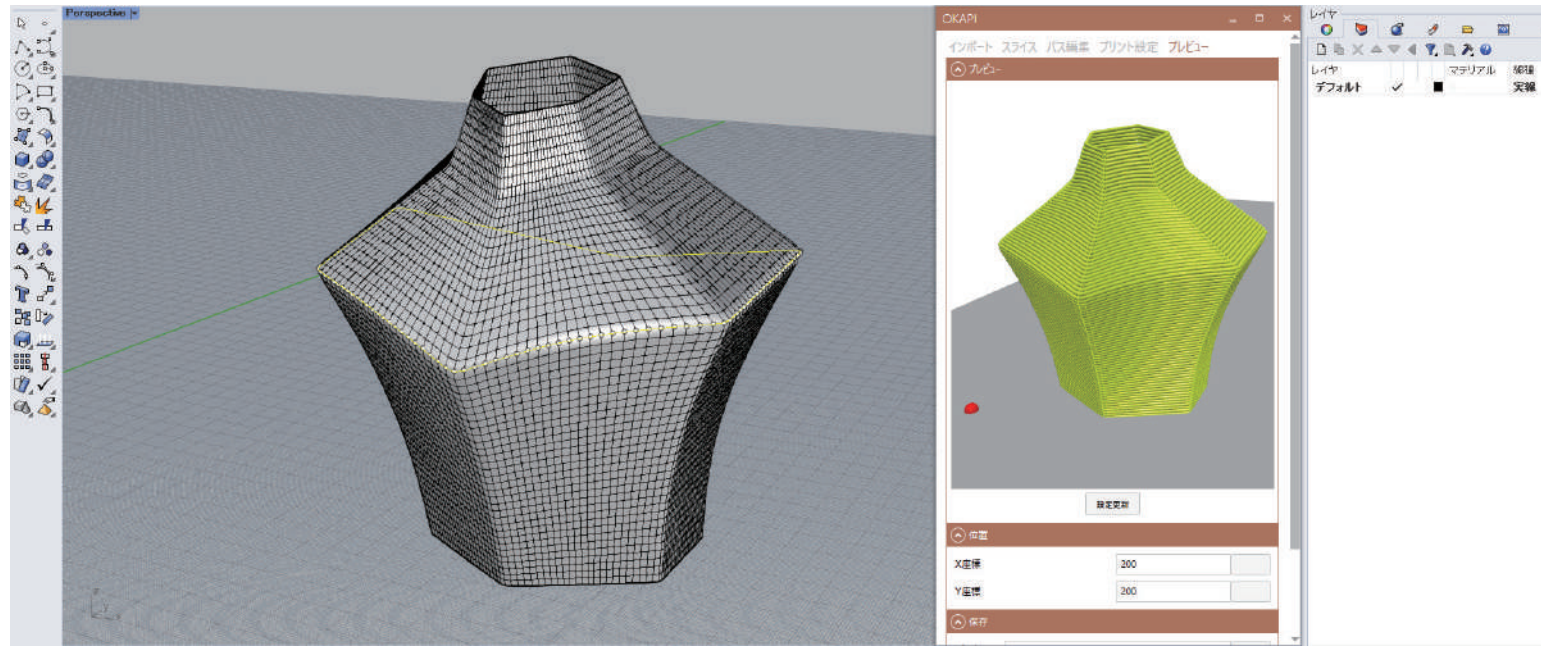 Perspective
OKAPI
インポート スライス パス編集 プリント設定 プレビュー
プレビュー
設定更新
位置
X座標 200
Y座標 200
保存
レイヤ
レイヤ マテリアル 線種
デフォルト 実線